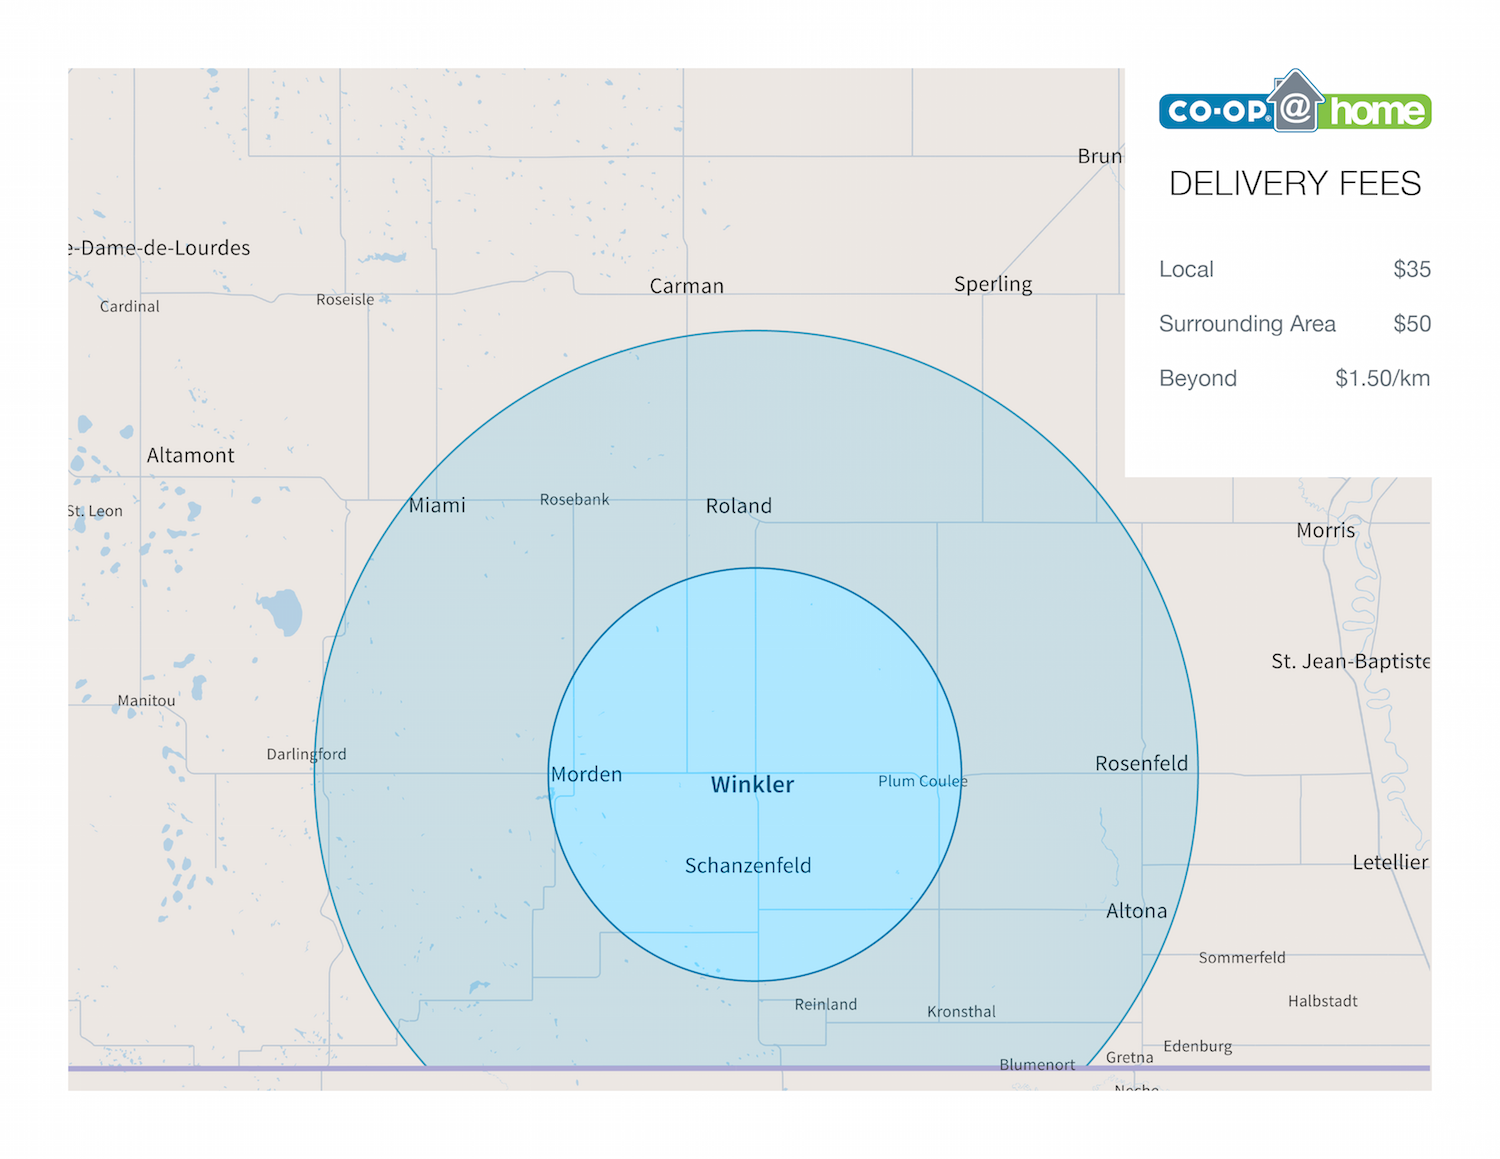 CO-OP® @ home
DELIVERY FEES
Local $35
Surrounding Area $50
Beyond $1.50/km
Brun
e-Dame-de-Lourdes
Carman
Sperling
Cardinal
Roseisle
Altamont
Miami
Rosebank
Roland
St. Leon
Morris
St. Jean-Baptiste
Manitou
Darlingford
Morden
Winkler
Plum Coulee
Rosenfeld
Schanzenfeld
Letellier
Altona
Sommerfeld
Reinland
Kronsthal
Halbstadt
Edenburg
Gretna
Blumenort